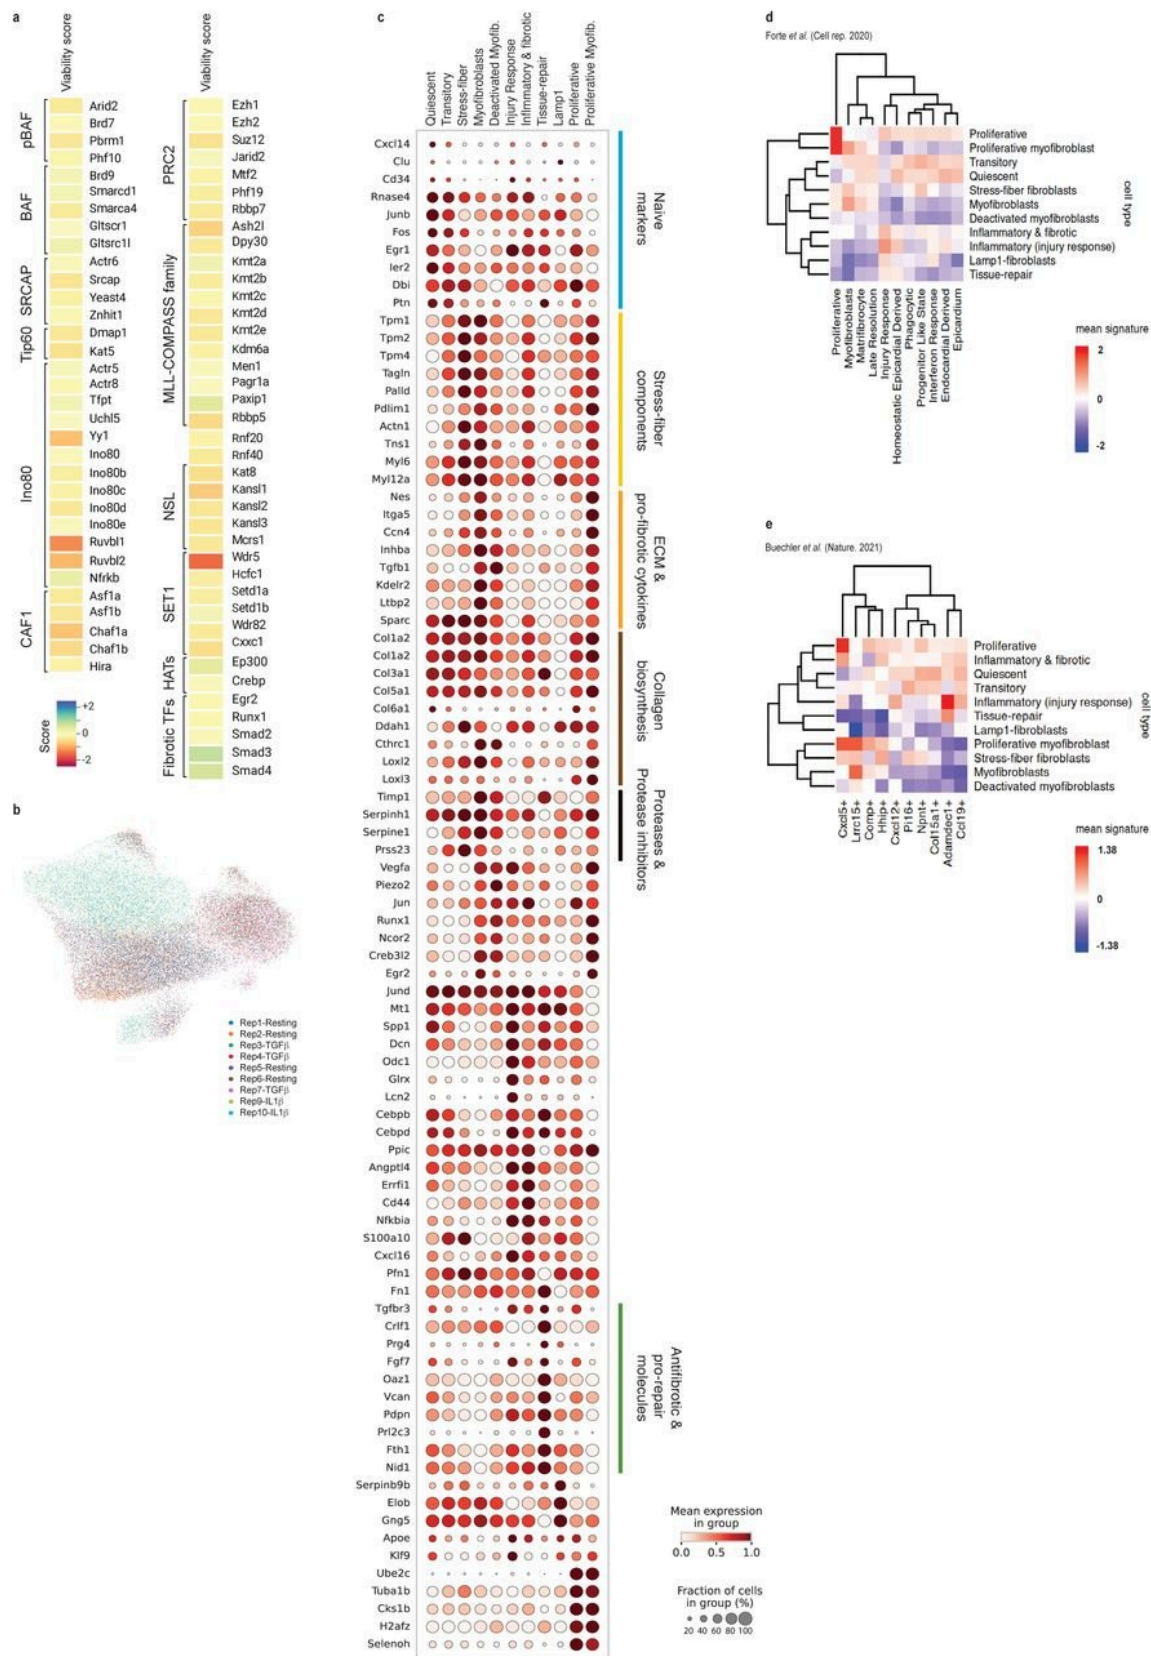 a
Viability score
Viability score
pBAF
Arid2
Brd7
Pbrm1
Phf10
BAF
Brd9
Smarcd1
Smarca4
Gltscr1
Gltsr1l
SRCAP
Actr6
Srcap
Yeast4
Znhit1
Tip60
Dmap1
Kat5
Ino80
Actr5
Actr8
Tfpt
Uchl5
Yy1
Ino80
Ino80b
Ino80c
Ino80d
Ino80e
Ruvbl1
Ruvbl2
Nfrkb
CAF1
Asf1a
Asf1b
Chaf1a
Chaf1b
Hira
PRC2
Ezh1
Ezh2
Suz12
Jarid2
Mtf2
Phf19
Rbbp7
MLL-COMPASS family
Ash2l
Dpy30
Kmt2a
Kmt2b
Kmt2c
Kmt2d
Kmt2e
Kdm6a
Men1
Pagr1a
Paxip1
Rbbp5
Rnf20
Rnf40
NSL
Kat8
Kansl1
Kansl2
Kansl3
Mcrs1
SET1
Wdr5
Hcfc1
Setd1a
Setd1b
Wdr82
Cxxc1
HATs
Ep300
Crebp
Fibrotic TFs
Egr2
Runx1
Smad2
Smad3
Smad4
Score
+2
0
-2
b
Rep1-Resting
Rep2-Resting
Rep3-TGFβ
Rep4-TGFβ
Rep5-Resting
Rep6-Resting
Rep7-TGFβ
Rep9-IL1β
Rep10-IL1β
c
Quiescent
Transitory
Stress-fiber
Myofibroblasts
Deactivated Myofib.
Injury Response
Inflmatory & fibrotic
Tissue-repair
Lamp1
Proliferative
Proliferative Myofib.
Cxcl14
Clu
Cd34
Rnase4
Junb
Fos
Egr1
Ier2
Dbi
Ptn
Tpm1
Tpm2
Tpm4
Tagln
Palld
Pdlim1
Actn1
Tns1
Myl6
Myl12a
Nes
Itga5
Ccn4
Inhba
Tgfb1
Kdelr2
Ltbp2
Sparc
Col1a2
Col1a2
Col3a1
Col5a1
Col6a1
Ddah1
Cthrc1
Loxl2
Loxl3
Timp1
Serpinh1
Serpine1
Prss23
Vegfa
Piezo2
Jun
Runx1
Ncor2
Creb3l2
Egr2
Jund
Mt1
Spp1
Dcn
Odc1
Glrx
Lcn2
Cebpb
Cebpd
Ppic
Angptl4
Errfi1
Cd44
Nfkbia
S100a10
Cxcl16
Pfn1
Fn1
Tgfbr3
Crlf1
Prg4
Fgf7
Oaz1
Vcan
Pdpn
Prl2c3
Fth1
Nid1
Serpinb9b
Elob
Gng5
Apoe
Klf9
Ube2c
Tuba1b
Cks1b
H2afz
Selenoh
Naive
markers
Stress-fiber
components
ECM &
pro-fibrotic cytokines
Collagen
biosynthesis
Proteases &
Protease inhibitors
Antifibrotic &
pro-repair
molecules
Mean expression
in group
0.0 0.5 1.0
Fraction of cells
in group (%)
20 40 60 80 100
d
Forte et al. (Cell rep. 2020)
Proliferative
Proliferative myofibroblast
Transitory
Quiescent
Stress-fiber fibroblasts
Myofibroblasts
Deactivated myofibroblasts
Inflammatory & fibrotic
Inflammatory (injury response)
Lamp1-fibroblasts
Tissue-repair
cell type
Proliferative
Myofibroblasts
Matrifibrocyte
Late Resolution
Injury Response
Homeostatic Epicardial Derived
Phagocytic
Progenitor Like State
Interferon Response
Endocardial Derived
Epicardium
mean signature
2
0
-2
e
Buechler et al. (Nature. 2021)
Proliferative
Inflammatory & fibrotic
Quiescent
Transitory
Inflammatory (injury response)
Tissue-repair
Lamp1-fibroblasts
Proliferative myofibroblast
Stress-fiber fibroblasts
Myofibroblasts
Deactivated myofibroblasts
cell type
Cxcl5+
Lrrc15+
Comp+
Hhip+
Cxcl12+
Pi16+
Npnt+
Col15a1+
Adamdec1+
Ccl19+
mean signature
1.38
0
-1.38